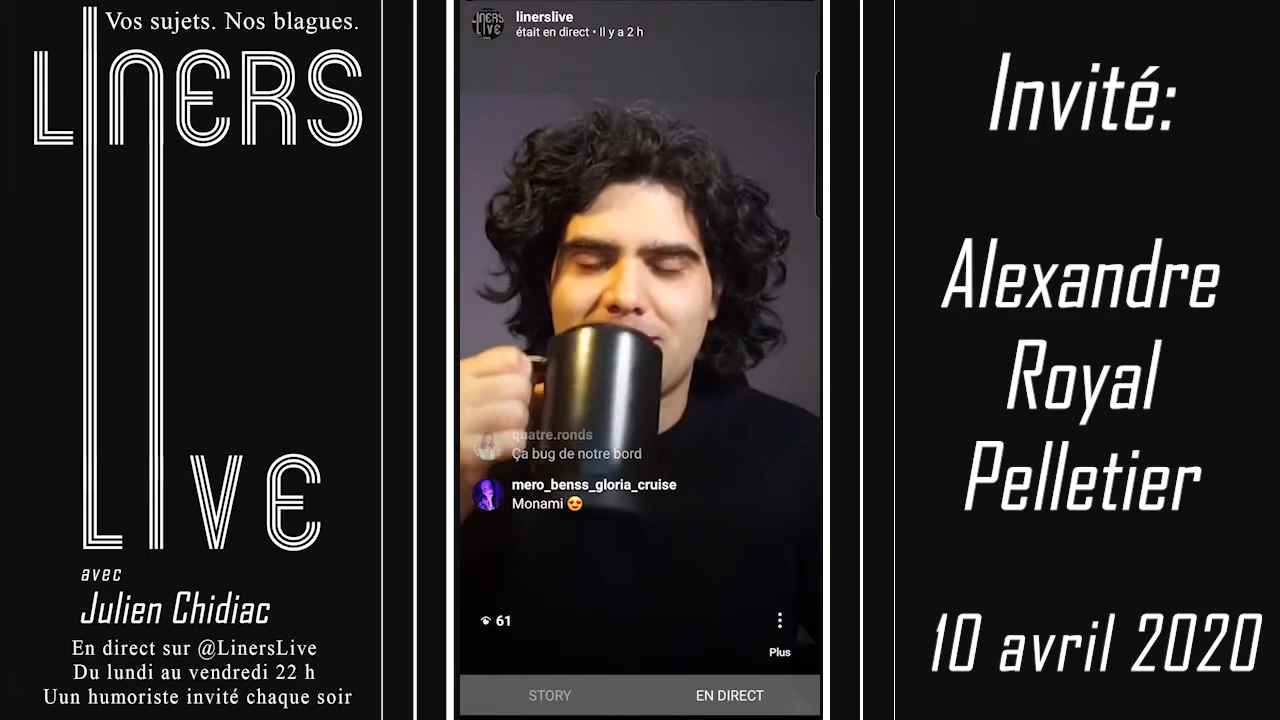 Vos sujets. Nos blagues.
LINERS
LIVE
avec
Julien Chidiac
En direct sur @LinersLive
Du lundi au vendredi 22 h
Uun humoriste invité chaque soir
LINERS
LIVE
linerslive
était en direct • Il y a 2 h
quatre.ronds
Ça bug de notre bord
mero_benss_gloria_cruise
Monami 😍
61
Plus
STORY
EN DIRECT
Invité:
Alexandre
Royal
Pelletier
10 avril 2020